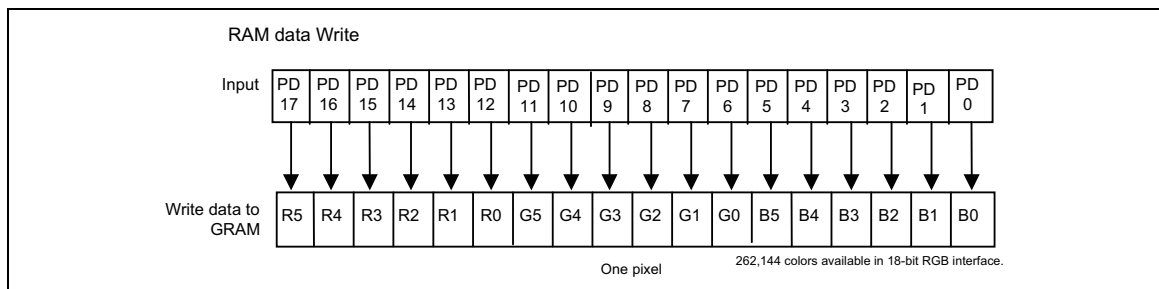 RAM data Write
Input PD 17 PD 16 PD 15 PD 14 PD 13 PD 12 PD 11 PD 10 PD 9 PD 8 PD 7 PD 6 PD 5 PD 4 PD 3 PD 2 PD 1 PD 0
Write data to GRAM R5 R4 R3 R2 R1 R0 G5 G4 G3 G2 G1 G0 B5 B4 B3 B2 B1 B0
One pixel
262,144 colors available in 18-bit RGB interface.